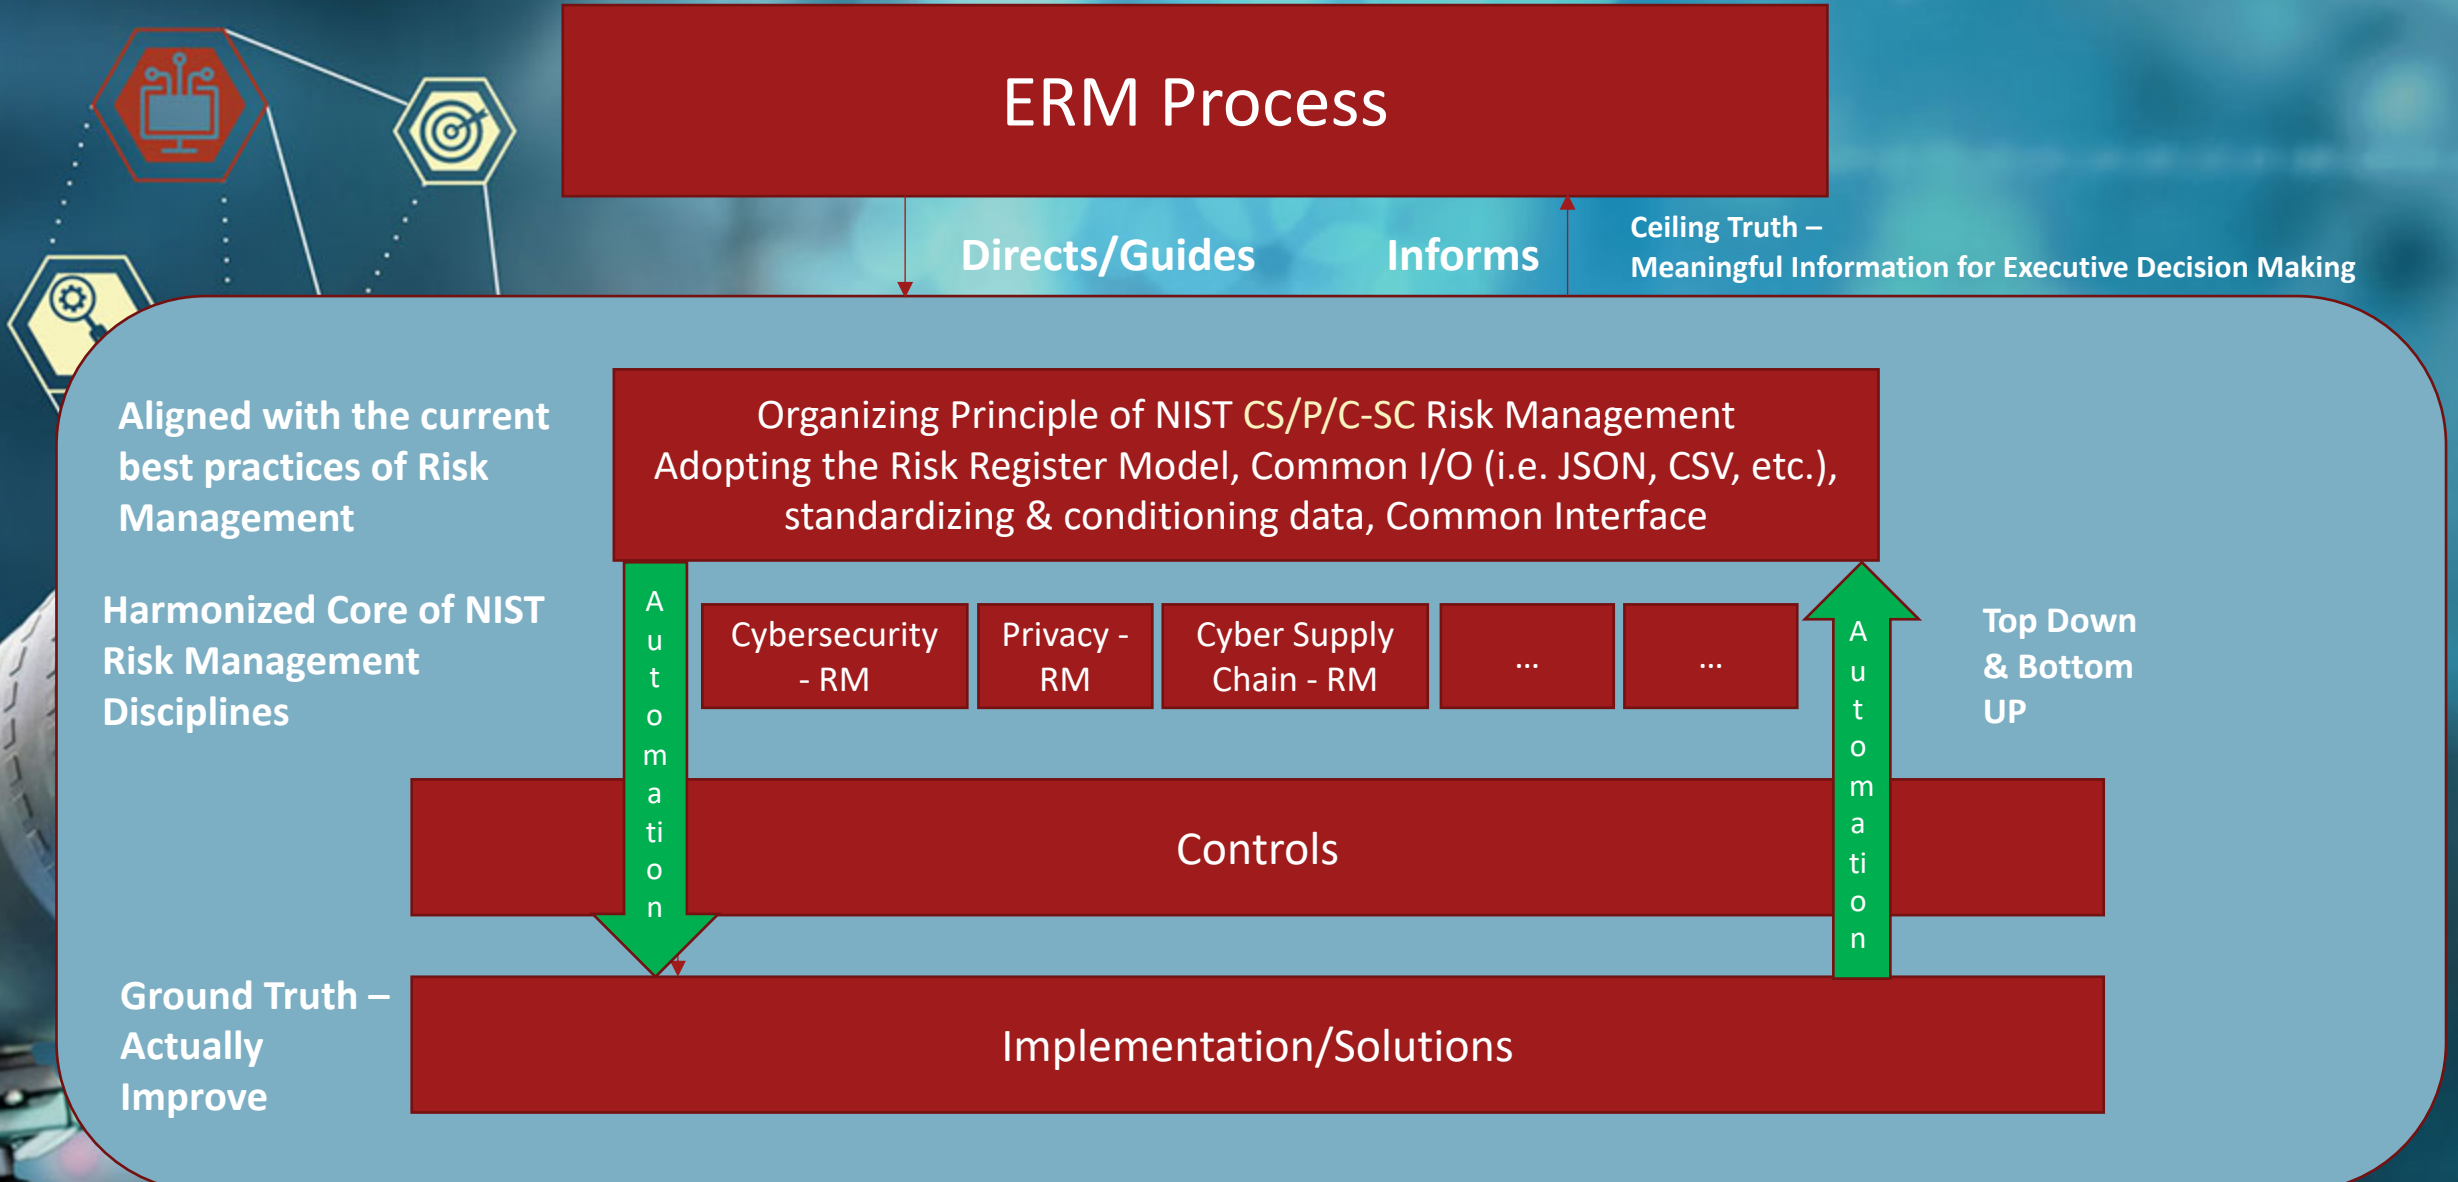 ERM Process
Directs/Guides
Informs
Ceiling Truth –
Meaningful Information for Executive Decision Making
Aligned with the current
best practices of Risk
Management
Organizing Principle of NIST CS/P/C-SC Risk Management
Adopting the Risk Register Model, Common I/O (i.e. JSON, CSV, etc.),
standardizing & conditioning data, Common Interface
Harmonized Core of NIST
Risk Management
Disciplines
Automation
Cybersecurity
- RM
Privacy -
RM
Cyber Supply
Chain - RM
...
...
Automation
Top Down
& Bottom
UP
Controls
Ground Truth –
Actually
Improve
Implementation/Solutions